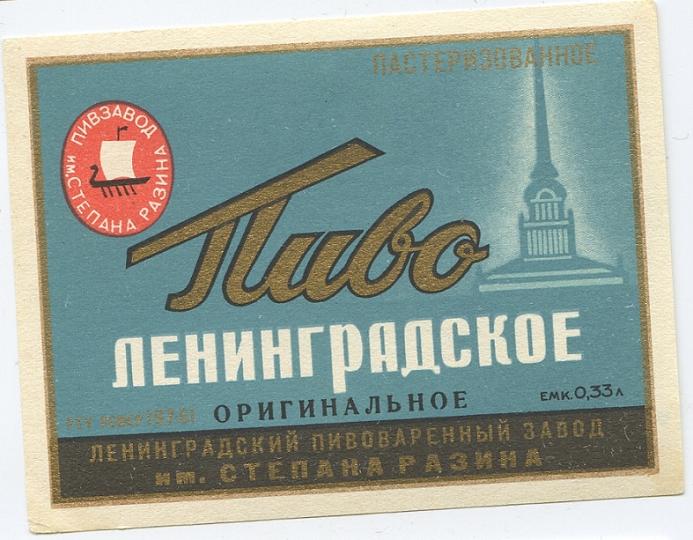 ПАСТЕРИЗОВАННОЕ
ПИВЗАВОД
им. СТЕПАНА РАЗИНА
Пиво
ЛЕНИНГРАДСКОЕ
ОРИГИНАЛЬНОЕ
ЕМК. 0,33 л
ЛЕНИНГРАДСКИЙ ПИВОВАРЕННЫЙ ЗАВОД
им. СТЕПАНА РАЗИНА